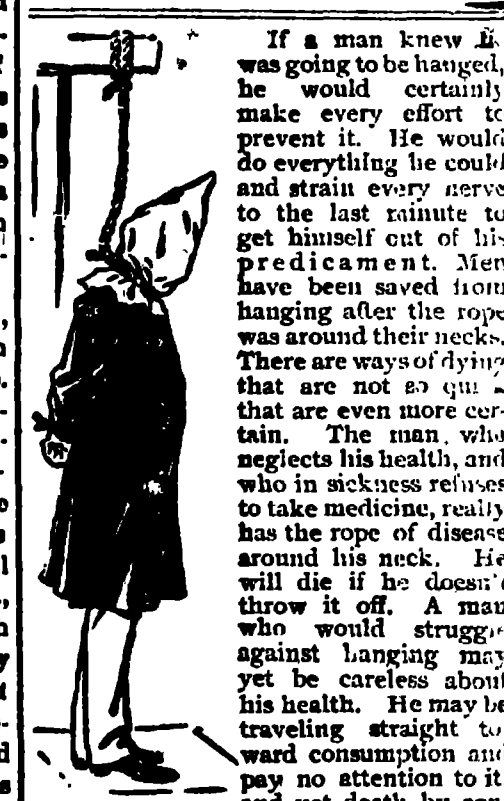 If a man knew
was going to be hanged,
he would certainly
make every effort to
prevent it. He would
do everything he could
and strain every nerve
to the last minute to
get himself out of his
predicament. Men
have been saved from
hanging after the rope
was around their necks.
There are ways of dying
that are not so
that are even more cer-
tain. The man who
neglects his health, and
who in sickness refuses
to take medicine, really
has the rope of disease
around his neck. He
will die if he doesn't
throw it off. A man
who would struggle
against hanging may
yet be careless about
his health. He may be
traveling straight to-
ward consumption and
pay no attention to it